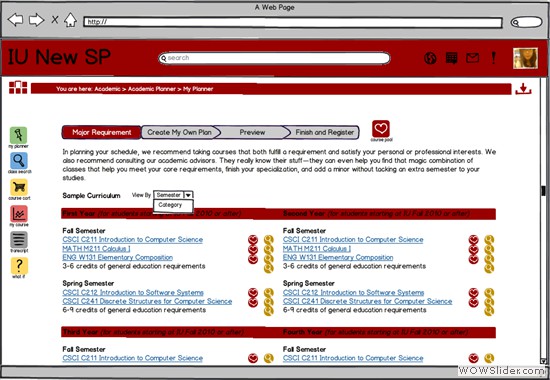 A Web Page
http://
IU New SP
search
You are here: Academic > Academic Planner > My Planner
Major Requirement
Create My Own Plan
Preview
Finish and Register
course pool
my planner
class search
course cart
my course
transcript
what if
In planning your schedule, we recommend taking courses that both fulfill a requirement and satisfy your personal or professional interests. We
also recommend consulting our academic advisors. They really know their stuff—they can even help you find that magic combination of
classes that help you meet your core requirements, finish your specialization, and add a minor without tacking an extra semester to your
studies.
Sample Curriculum
View By
Semester
Category
First Year (for students starting at IU Fall 2010 or after)
Fall Semester
CSCI C211 Introduction to Computer Science
MATH M211 Calculus I
ENG W131 Elementary Composition
3-6 credits of general education requirements
Spring Semester
CSCI C212 Introduction to Software Systems
CSCI C241 Discrete Structures for Computer Science
6-9 credits of general education requirements
Second Year (for students starting at IU Fall 2010 or after)
Fall Semester
CSCI C211 Introduction to Computer Science
MATH M211 Calculus I
ENG W131 Elementary Composition
3-6 credits of general education requirements
Spring Semester
CSCI C212 Introduction to Software Systems
CSCI C241 Discrete Structures for Computer Science
6-9 credits of general education requirements
Third Year (for students starting at IU Fall 2010 or after)
Fall Semester
CSCI C211 Introduction to Computer Science
Fourth Year (for students starting at IU Fall 2010 or after)
Fall Semester
CSCI C211 Introduction to Computer Science
WOWSlider.com